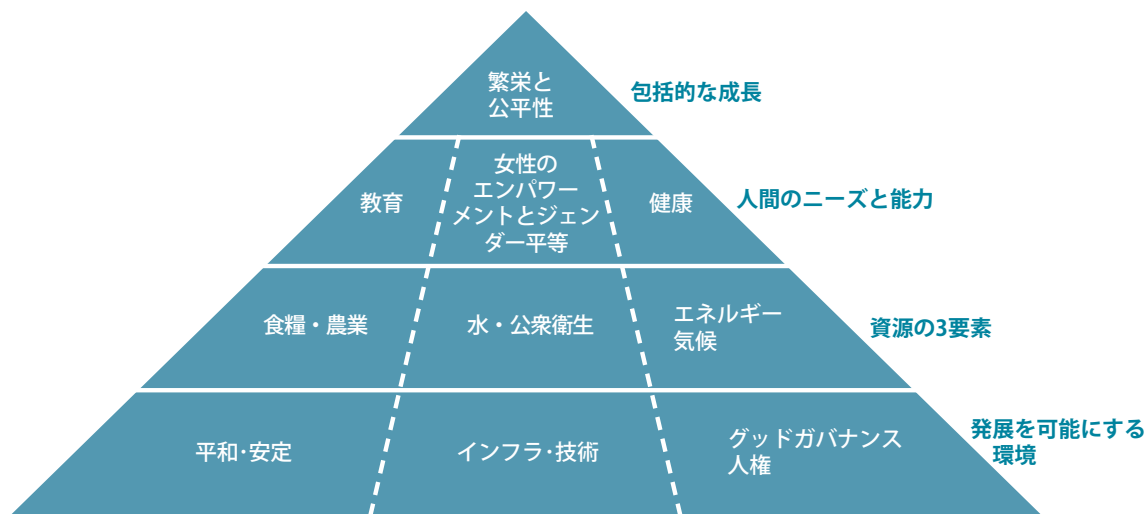 繁栄と
公平性
包括的な成長
教育
女性の
エンパワー
メントとジェン
ダー平等
健康
人間のニーズと能力
食糧・農業
水・公衆衛生
エネルギー
気候
資源の3要素
平和･安定
インフラ･技術
グッドガバナンス
人権
発展を可能にする
環境